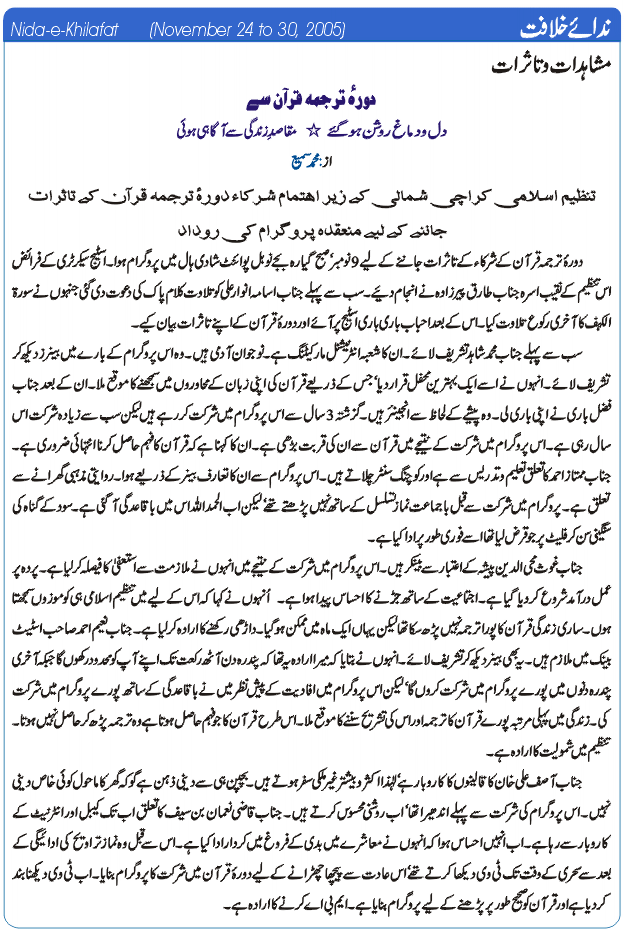 Nida-e-Khilafat (November 24 to 30, 2005) ندائے خلافت
مشاہدات و تاثرات
دورۂ ترجمہ قرآن سے
دل و دماغ روشن ہو گئے ☆ مقاصدِ زندگی سے آگاہی ہوئی
از: محمد سمیع
تنظیم اسلامی کراچی شمالی کے زیر اھتمام شرکاء دورۂ ترجمہ قرآن کے تاثرات
جاننے کے لیے منعقدہ پروگرام کی روداد
دورۂ ترجمہ قرآن کے شرکاء کے تاثرات جاننے کے لیے 9 نومبر، صبح گیارہ بجے نوبل پوائنٹ شادی ہال میں پروگرام ہوا۔ اسٹیج سیکرٹری کے فرائض
اس تنظیم کے نقیب اسرہ جناب طارق پیرزادہ نے انجام دیے۔ سب سے پہلے جناب اسامہ انوار علی کو تلاوت کلام پاک کی دعوت دی گئی جنہوں نے سورۃ
الکہف کا آخری رکوع تلاوت کیا۔ اس کے بعد احباب باری باری اسٹیج پر آئے اور دورۂ قرآن کے اپنے تاثرات بیان کیے۔
سب سے پہلے جناب محمد شاہد تشریف لائے۔ ان کا شعبہ انٹرنیشنل مارکیٹنگ ہے۔ نوجوان آدمی ہیں۔ وہ اس پروگرام کے بارے میں بینرز دیکھ کر
تشریف لائے۔ انہوں نے اسے ایک بہترین محفل قرار دیا، جس کے ذریعے قرآن کی اپنی زبان کے محاوروں میں سمجھنے کا موقع ملا۔ ان کے بعد جناب
فضل باری نے اپنی باری لی۔ وہ پیشے کے لحاظ سے انجینئر ہیں۔ گزشتہ 3 سال سے اس پروگرام میں شرکت کر رہے ہیں لیکن سب سے زیادہ شرکت اس
سال رہی ہے۔ اس پروگرام میں شرکت کے نتیجے میں قرآن سے ان کی قربت بڑھی ہے۔ ان کا کہنا ہے کہ قرآن کا فہم حاصل کرنا انتہائی ضروری ہے۔
جناب ممتاز احمد کا تعلق تعلیم و تدریس سے ہے اور کوچنگ سنٹر چلاتے ہیں۔ اس پروگرام سے ان کا تعارف بینر کے ذریعے ہوا۔ روایتی مذہبی گھرانے سے
تعلق ہے۔ پروگرام میں شرکت سے قبل باجماعت نماز تسلسل کے ساتھ نہیں پڑھتے تھے، لیکن اب الحمد اللہ اس میں باقاعدگی آ گئی ہے۔ سود کے گناہ کی
سنگینی سن کر فلیٹ پر جو قرض لیا تھا اسے فوری طور پر ادا کیا ہے۔
جناب غوث محی الدین پیشہ کے اعتبار سے بینکر ہیں۔ اس پروگرام میں شرکت کے نتیجے میں انہوں نے ملازمت سے استعفیٰ کا فیصلہ کر لیا ہے۔ پردہ پر
عمل درآمد شروع کر دیا گیا ہے۔ اجتماعیت کے ساتھ جڑنے کا احساس پیدا ہوا ہے۔ اُنہوں نے کہا کہ اس کے لیے میں تنظیم اسلامی ہی کو موزوں سمجھتا
ہوں۔ ساری زندگی قرآن کا پورا ترجمہ نہیں پڑھ سکا تھا لیکن یہاں ایک ماہ میں ممکن ہو گیا۔ داڑھی رکھنے کا ارادہ کر لیا ہے۔ جناب نعیم احمد صاحب اسٹیٹ
بینک میں ملازم ہیں۔ یہ بھی بینر دیکھ کر تشریف لائے۔ انہوں نے بتایا کہ میرا ارادہ یہ تھا کہ پندرہ دن آٹھ رکعت تک اپنے آپ کو محدود رکھوں گا جبکہ آخری
پندرہ دنوں میں پورے پروگرام میں شرکت کروں گا، لیکن اس پروگرام میں افادیت کے پیش نظر میں نے باقاعدگی کے ساتھ پورے پروگرام میں شرکت
کی۔ زندگی میں پہلی مرتبہ پورے قرآن کا ترجمہ اور اس کی تشریح سننے کا موقع ملا۔ اس طرح قرآن کا جو فہم حاصل ہوتا ہے وہ ترجمہ پڑھ کر حاصل نہیں ہوتا۔
تنظیم میں شمولیت کا ارادہ ہے۔
جناب آصف علی خان کا قالینوں کا کاروبار ہے، لہٰذا اکثر و بیشتر غیر ملکی سفر ہوتے ہیں۔ بچپن ہی سے دینی ذہن ہے گو کہ گھر کا ماحول کوئی خاص دینی
نہیں۔ اس پروگرام کی شرکت سے پہلے اندھیرا تھا، اب روشنی محسوس کرتے ہیں۔ جناب قاضی نعمان بن سیف کا تعلق اب تک کیبل اور انٹرنیٹ کے
کاروبار سے رہا ہے۔ اب انہیں احساس ہوا کہ انہوں نے معاشرے میں بدی کے فروغ میں کردار ادا کیا ہے۔ اس سے قبل وہ نماز تراویح کی ادائیگی کے
بعد سے سحری کے وقت تک ٹی وی دیکھا کرتے تھے، اس عادت سے پیچھا چھڑانے کے لیے دورۂ قرآن میں شرکت کا پروگرام بنایا۔ اب ٹی وی دیکھنا بند
کر دیا ہے اور قرآن کو صحیح طور پر پڑھنے کے لیے پروگرام بنایا ہے۔ ایم بی اے کرنے کا ارادہ ہے۔